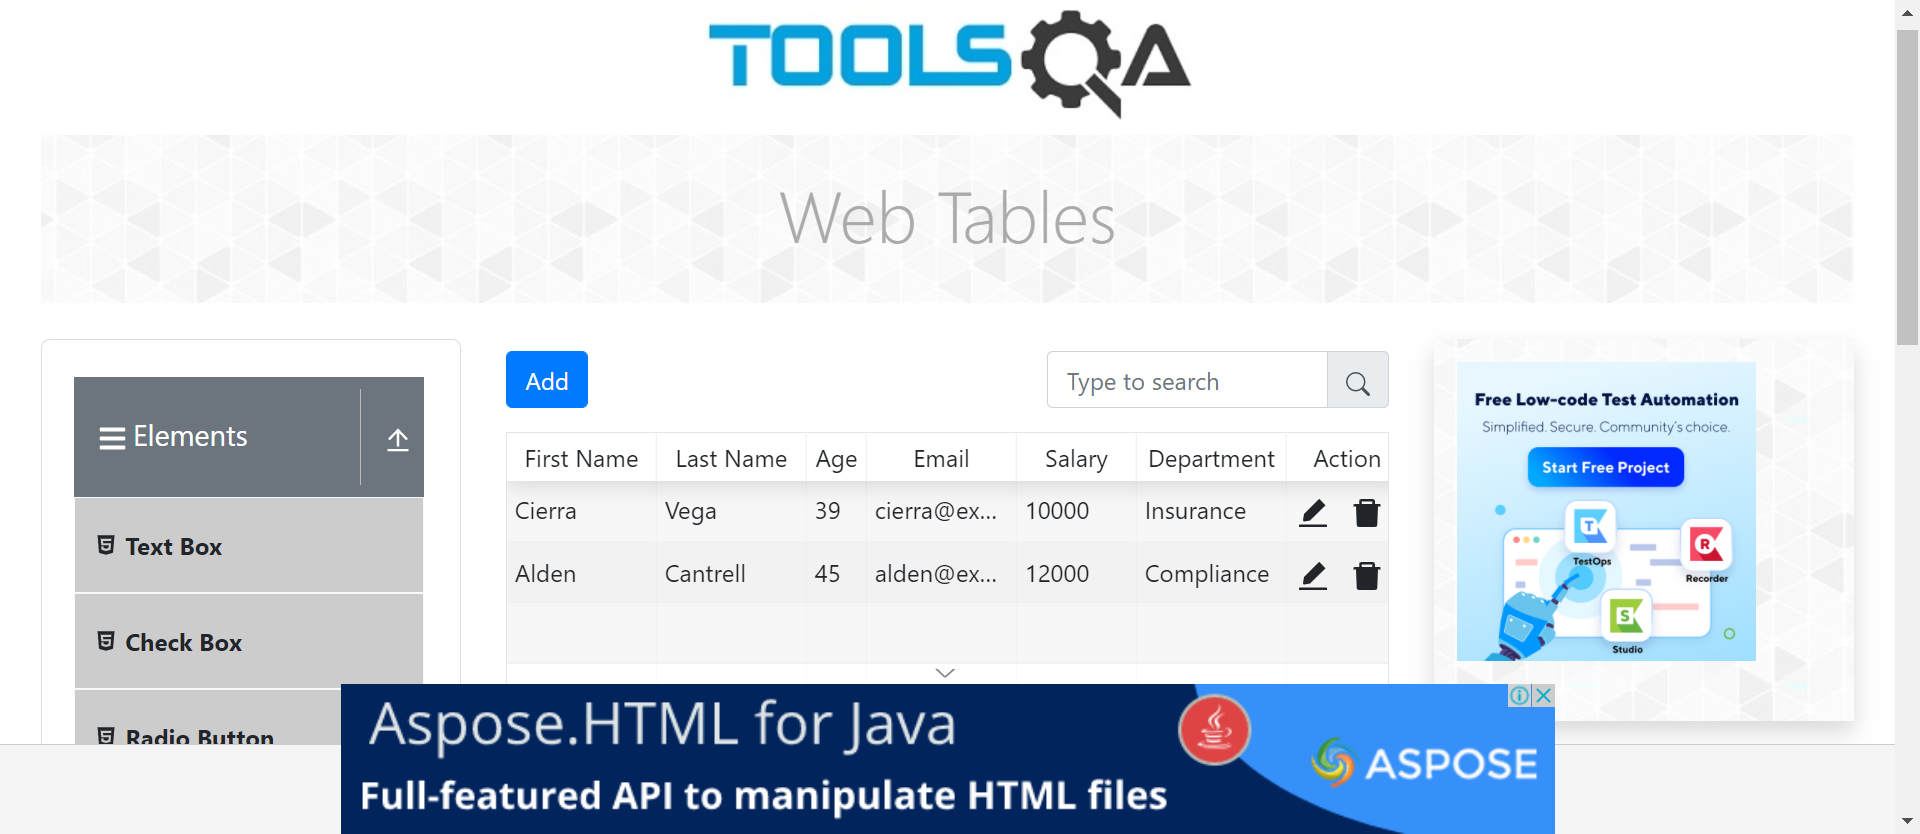 TOOLSQA
Web Tables
Elements
Text Box
Check Box
Radio Button
Add
Type to search
First Name Last Name Age Email Salary Department Action
Cierra Vega 39 cierra@ex... 10000 Insurance
Alden Cantrell 45 alden@ex... 12000 Compliance
Free Low-code Test Automation
Simplified. Secure. Community's choice.
Start Free Project
T
TestOps
R
Recorder
S
Studio
Aspose.HTML for Java
Full-featured API to manipulate HTML files
ASPOSE